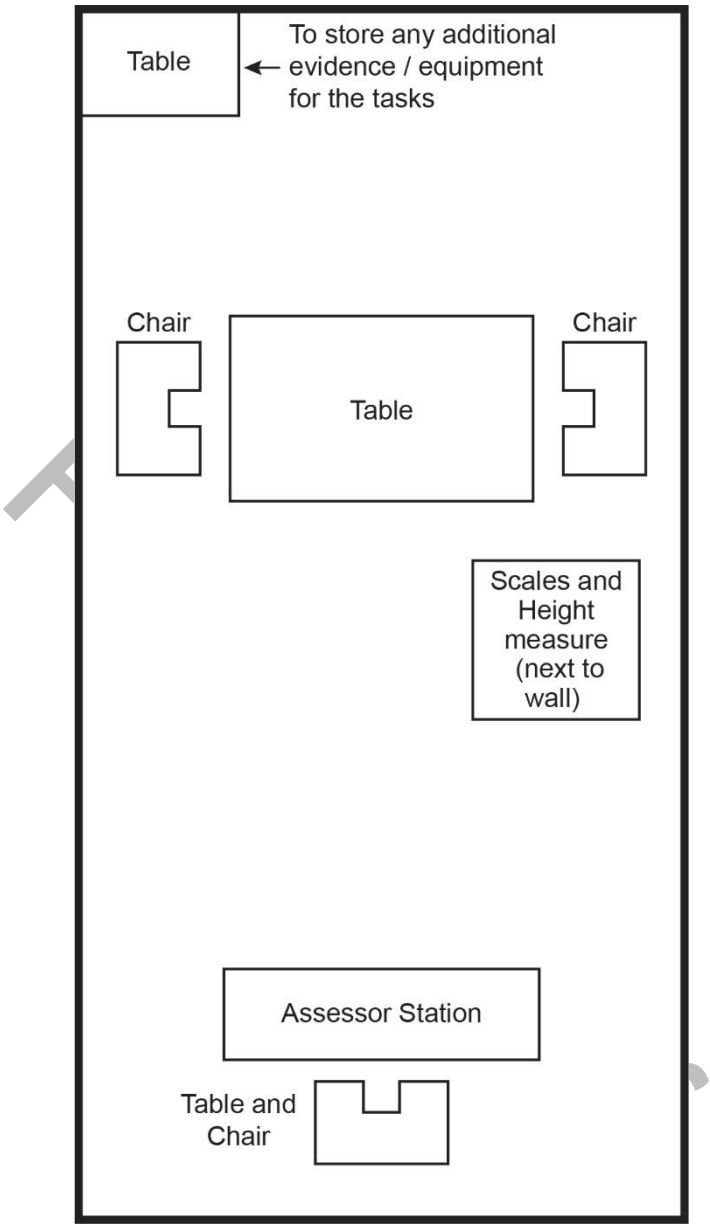 Table
To store any additional
evidence / equipment
for the tasks
Chair
Chair
Table
Scales and
Height
measure
(next to
wall)
Assessor Station
Table and
Chair